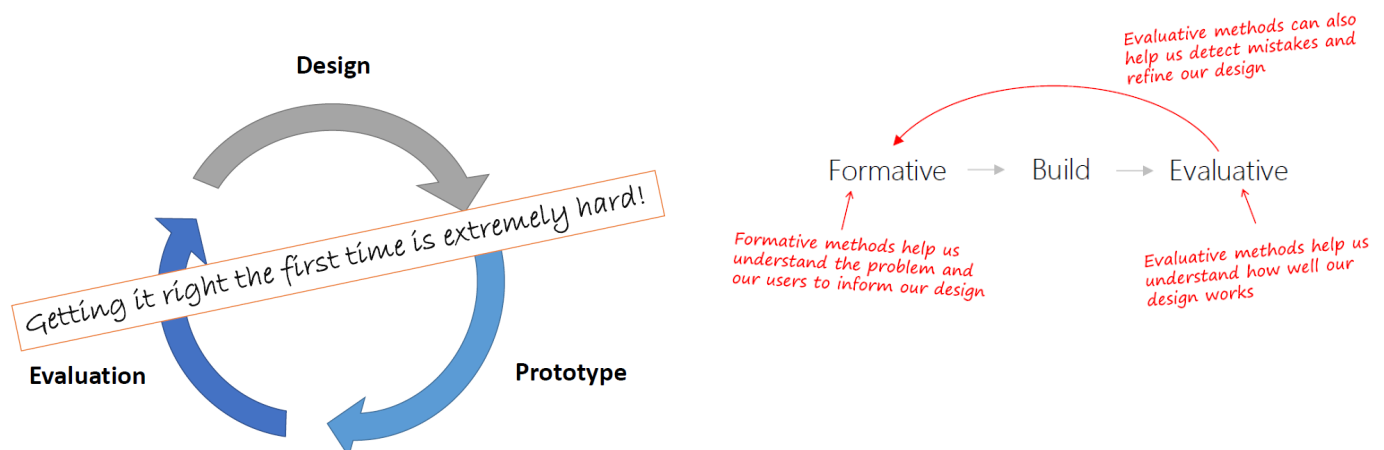 Design
Getting it right the first time is extremely hard!
Evaluation
Prototype
Evaluative methods can also
help us detect mistakes and
refine our design
Formative
Build
Evaluative
Formative methods help us
understand the problem and
our users to inform our design
Evaluative methods help us
understand how well our
design works